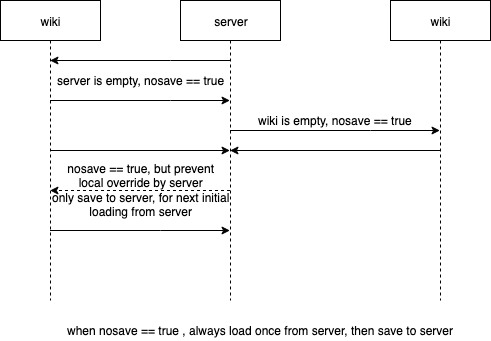 wiki
server
wiki
server is empty, nosave == true
wiki is empty, nosave == true
nosave == true, but prevent
local override by server
only save to server, for next initial
loading from server
when nosave == true , always load once from server, then save to server